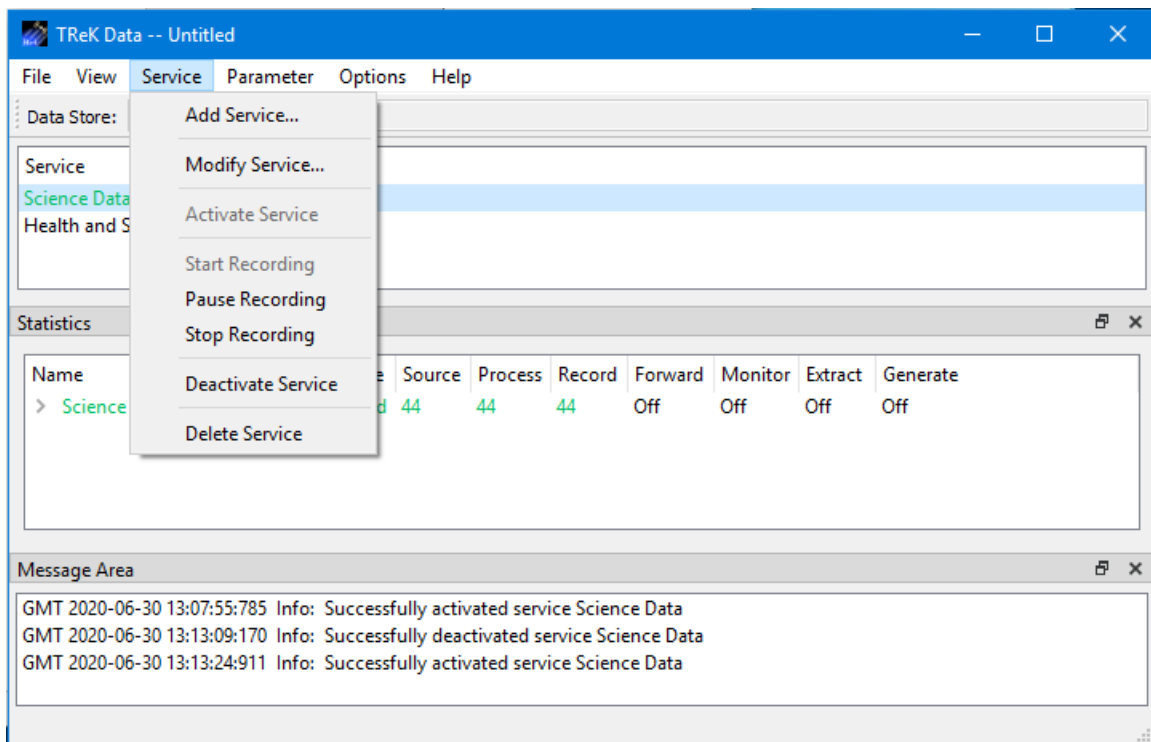 TReK Data -- Untitled
File View Service Parameter Options Help
Data Store:
Add Service...
Modify Service...
Activate Service
Start Recording
Pause Recording
Stop Recording
Deactivate Service
Delete Service
Service
Science Data
Health and S
Statistics
Name e Source Process Record Forward Monitor Extract Generate
Science d 44 44 44 Off Off Off Off
Message Area
GMT 2020-06-30 13:07:55:785 Info: Successfully activated service Science Data
GMT 2020-06-30 13:13:09:170 Info: Successfully deactivated service Science Data
GMT 2020-06-30 13:13:24:911 Info: Successfully activated service Science Data